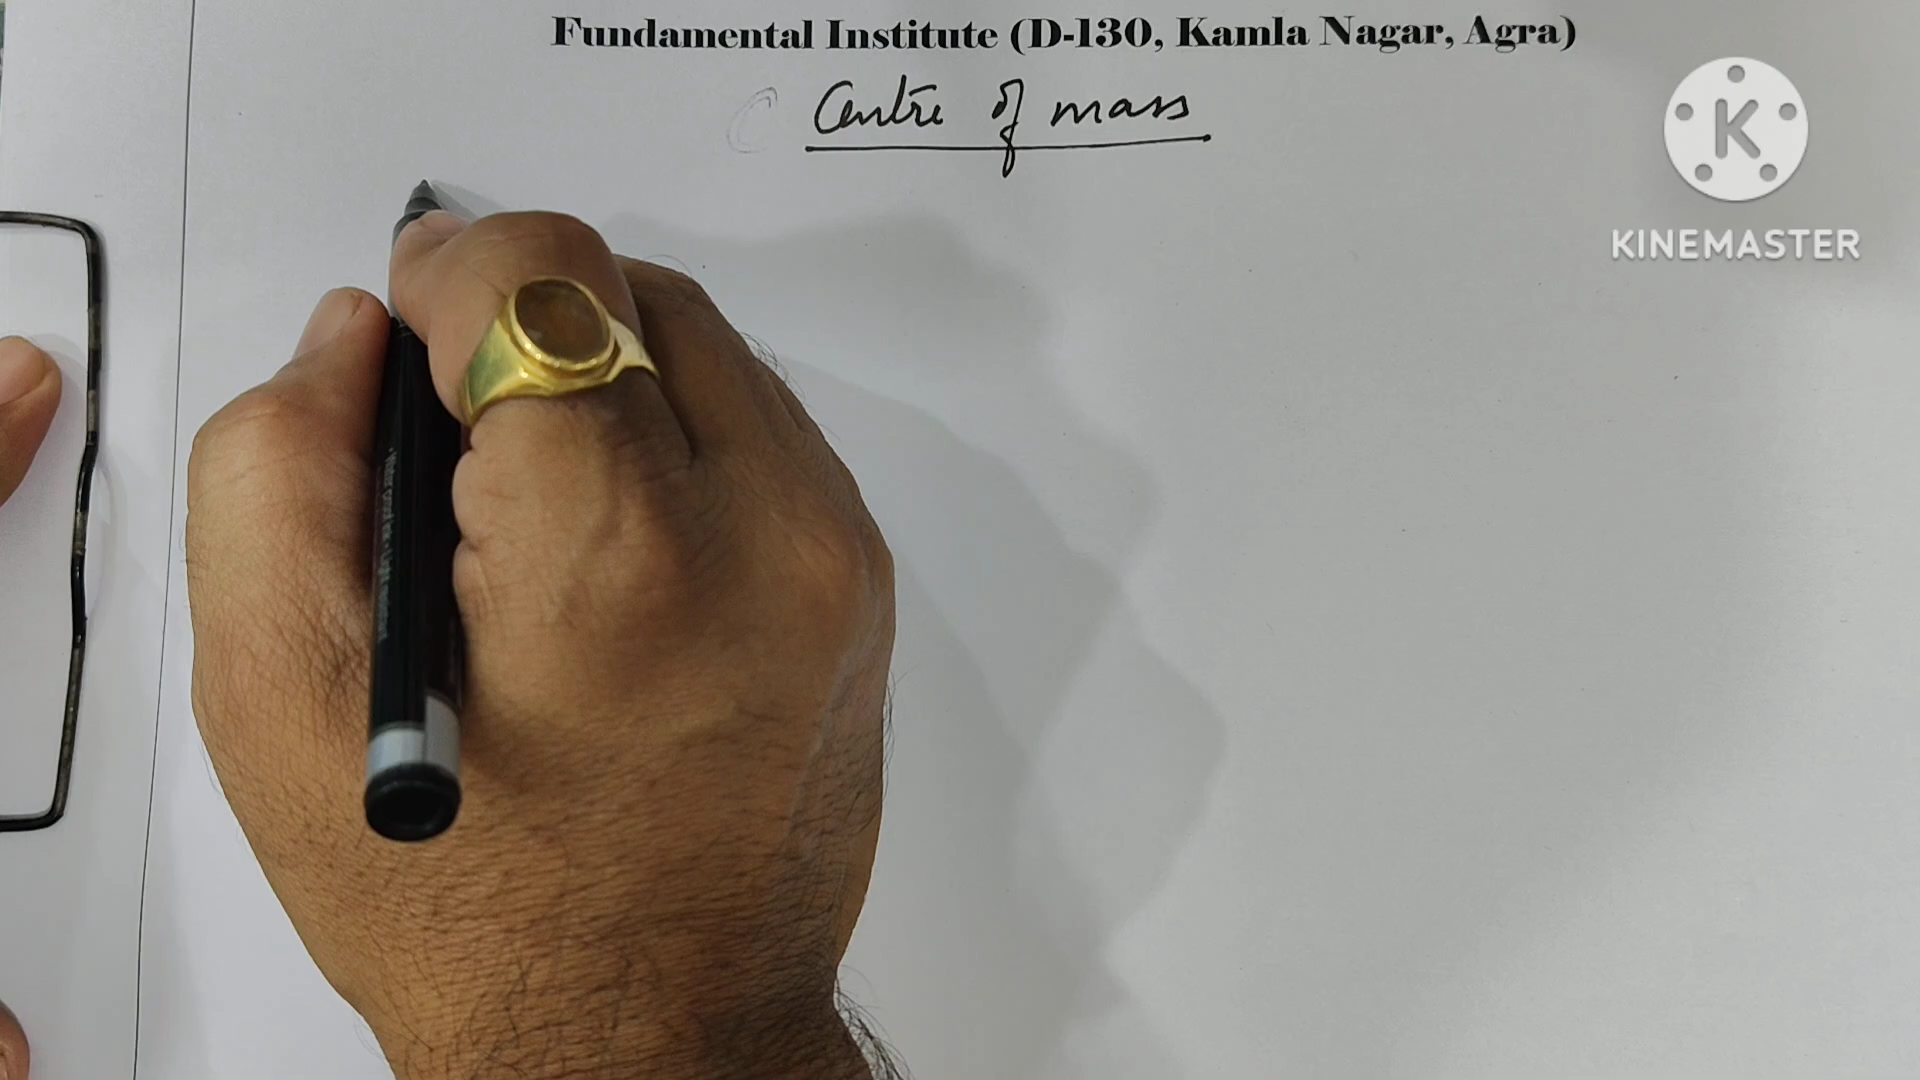 Fundamental Institute (D-130, Kamla Nagar, Agra)
Centre of mass
K
KINEMASTER